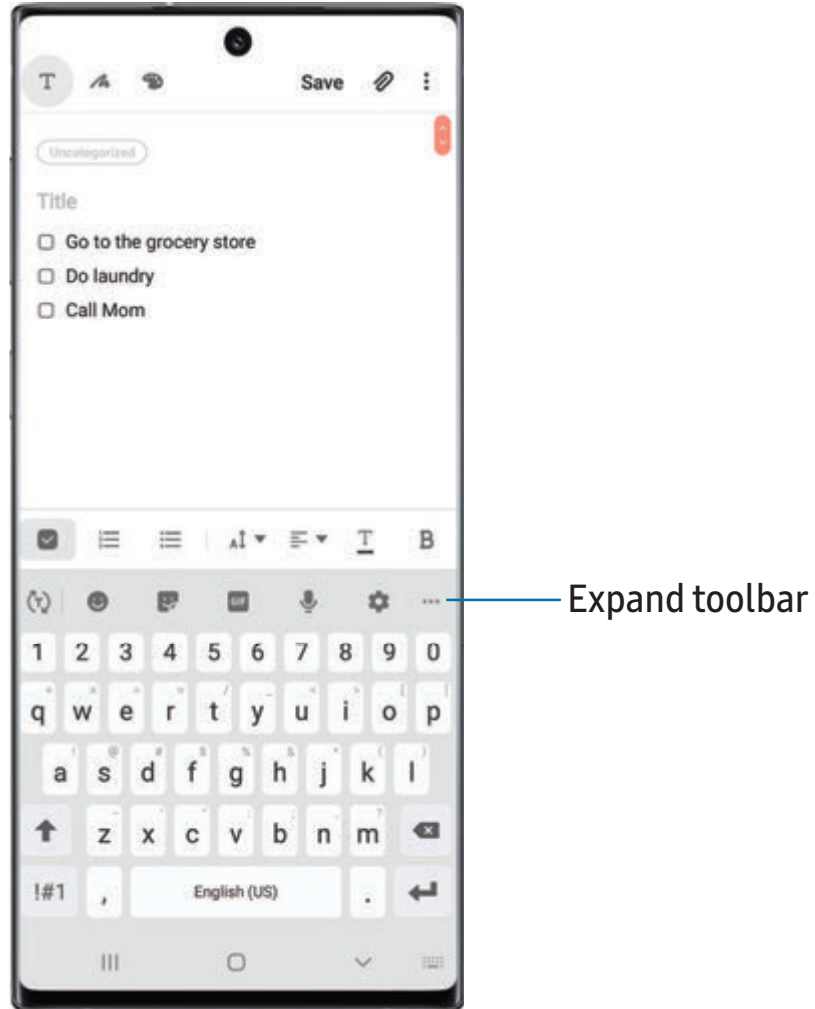 T Save
Uncategorized
Title
Go to the grocery store
Do laundry
Call Mom
T B
T GIF
Expand toolbar
1 2 3 4 5 6 7 8 9 0
q w e r t y u i o p
a s d f g h j k l
z x c v b n m
!#1 , English (US) .